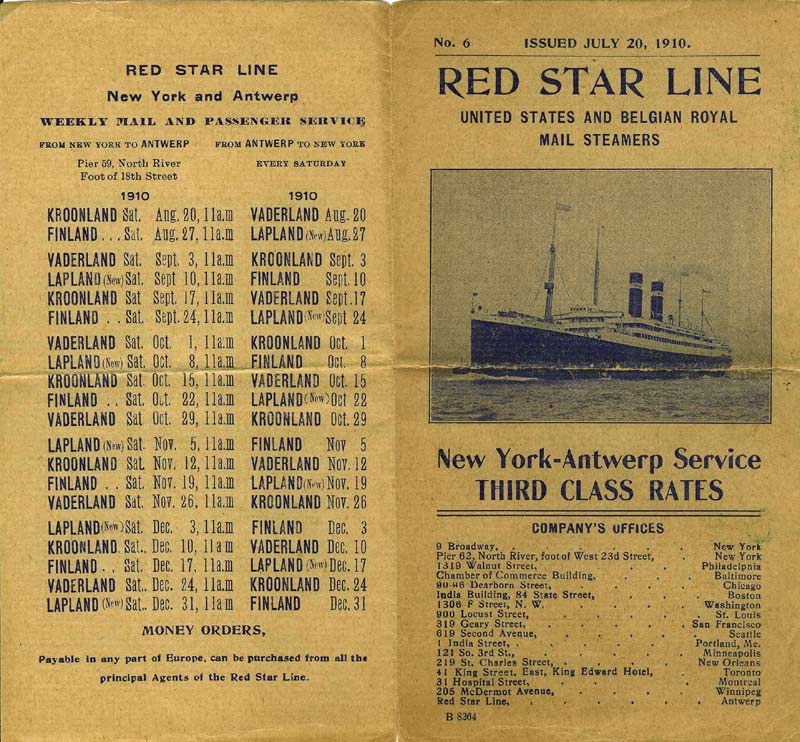 RED STAR LINE
New York and Antwerp
WEEKLY MAIL AND PASSENGER SERVICE
FROM NEW YORK TO ANTWERP FROM ANTWERP TO NEW YORK
Pier 59, North River EVERY SATURDAY
Foot of 18th Street
1910 1910
KROONLAND Sat. Aug. 20, 11a.m VADERLAND Aug. 20
FINLAND . . . Sat. Aug. 27, 11a.m LAPLAND (New) Aug. 27
VADERLAND Sat. Sept. 3, 11a.m KROONLAND Sept. 3
LAPLAND (New) Sat. Sept 10, 11a.m FINLAND Sept. 10
KROONLAND Sat Sept. 17, 11a.m VADERLAND Sept. 17
FINLAND . . Sat. Sept. 24, 11a.m LAPLAND (New) Sept 24
VADERLAND Sat. Oct. 1, 11a.m KROONLAND Oct. 1
LAPLAND (New) Sat. Oct. 8, 11a.m FINLAND Oct. 8
KROONLAND Sat Oct. 15, 11a.m VADERLAND Oct. 15
FINLAND . . Sat. Oct. 22, 11a.m LAPLAND (New) Oct 22
VADERLAND Sat. Oct. 29, 11a.m KROONLAND Oct. 29
LAPLAND (New) Sat. Nov. 5, 11a.m FINLAND Nov 5
KROONLAND Sat. Nov. 12, 11a.m VADERLAND Nov. 12
FINLAND . . Sat. Nov. 19, 11a.m LAPLAND (New) Nov. 19
VADERLAND Sat. Nov. 26, 11a.m KROONLAND Nov. 26
LAPLAND (New) Sat. Dec. 3, 11a.m FINLAND Dec. 3
KROONLAND. Sat., Dec. 10, 11a m VADERLAND Dec. 10
FINLAND . . Sat. Dec. 17, 11a.m LAPLAND (New) Dec. 17
VADERLAND Sat.. Dec. 24, 11a.m KROONLAND Dec. 24
LAPLAND (New) Sat.. Dec. 31, 11a.m FINLAND Dec. 31
MONEY ORDERS,
Payable in any part of Europe, can be purchased from all the
principal Agents of the Red Star Line.
No. 6 ISSUED JULY 20, 1910.
RED STAR LINE
UNITED STATES AND BELGIAN ROYAL
MAIL STEAMERS
New York-Antwerp Service
THIRD CLASS RATES
COMPANY'S OFFICES
9 Broadway, . . . . . . New York
Pier 62, North River, foot of West 23d Street, . New York
1319 Walnut Street, . . . . . Philadelphia
Chamber of Commerce Building, . . . . Baltimore
90-96 Dearborn Street, . . . . . Chicago
India Building, 84 State Street, . . . . Boston
1306 F Street, N. W. . . . . . Washington
900 Locust Street, . . . . . St. Louis
319 Geary Street, . . . . . San Francisco
619 Second Avenue, . . . . . Seattle
1 India Street, . . . . . Portland, Me.
121 So. 3rd St., . . . . . Minneapolis
219 St. Charles Street, . . . . . New Orleans
41 King Street, East, King Edward Hotel, . . Toronto
31 Hospital Street, . . . . . Montreal
205 McDermot Avenue, . . . . . Winnipeg
Red Star Line, . . . . . . Antwerp
B 8204